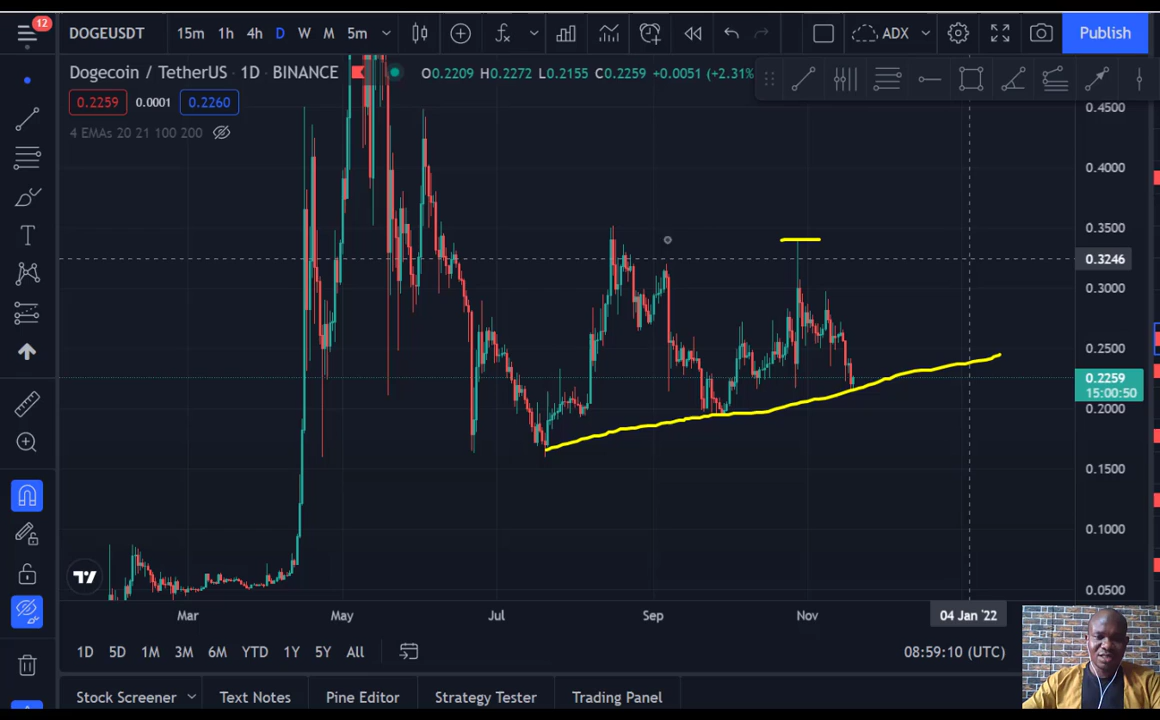 12
DOGEUSDT 15m 1h 4h D W M 5m ADX Publish
Dogecoin / TetherUS · 1D · BINANCE O0.2209 H0.2272 L0.2155 C0.2259 +0.0051 (+2.31%)
0.2259 0.0001 0.2260
4 EMAs 20 21 100 200
0.4500
0.4000
0.3500
0.3246
0.3000
0.2500
0.2259
15:00:50
0.2000
0.1500
0.1000
0.0500
Mar May Jul Sep Nov 04 Jan '22
1D 5D 1M 3M 6M YTD 1Y 5Y All 08:59:10 (UTC)
Stock Screener Text Notes Pine Editor Strategy Tester Trading Panel